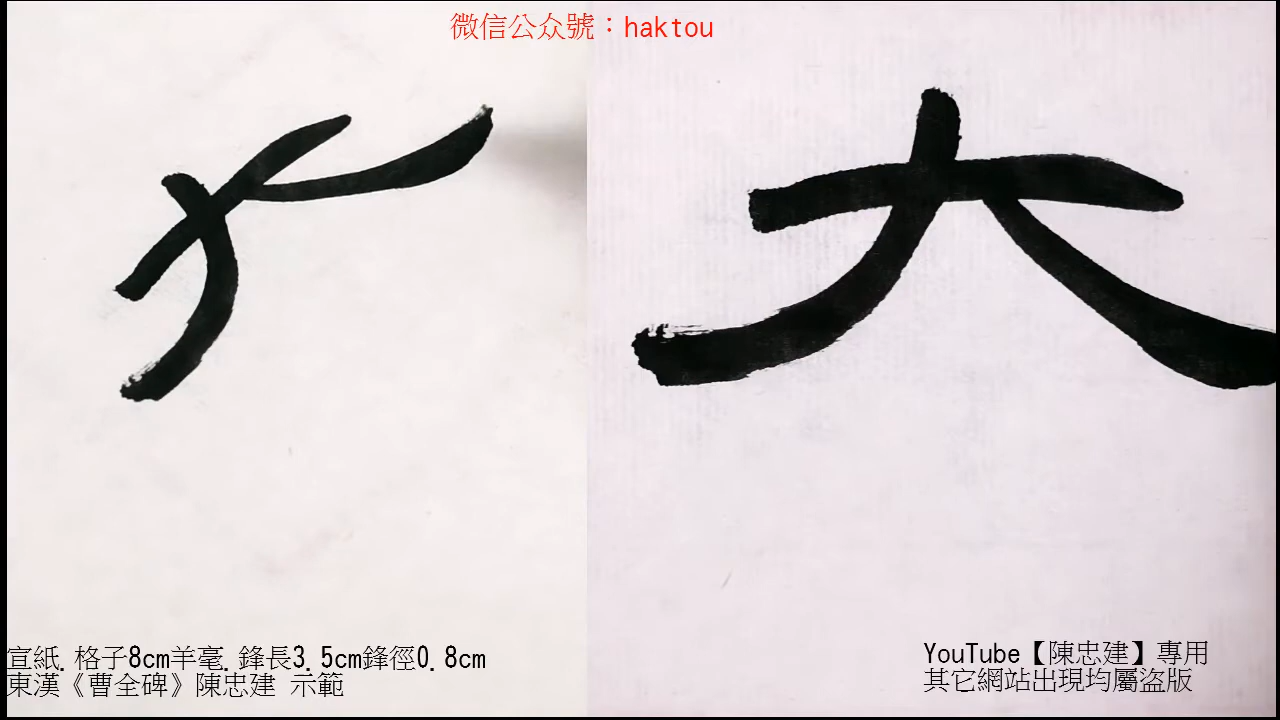 微信公众號：haktou
大
大
宣紙.格子8cm羊毫.鋒長3.5cm鋒徑0.8cm
東漢《曹全碑》陳忠建 示範
YouTube【陳忠建】專用
其它網站出現均屬盜版